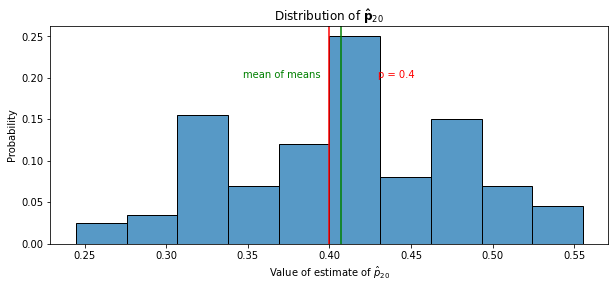 Distribution of p̂₂₀
0.25
0.20
0.15
0.10
0.05
0.00
Probability
mean of means
p = 0.4
0.25 0.30 0.35 0.40 0.45 0.50 0.55
Value of estimate of p̂₂₀